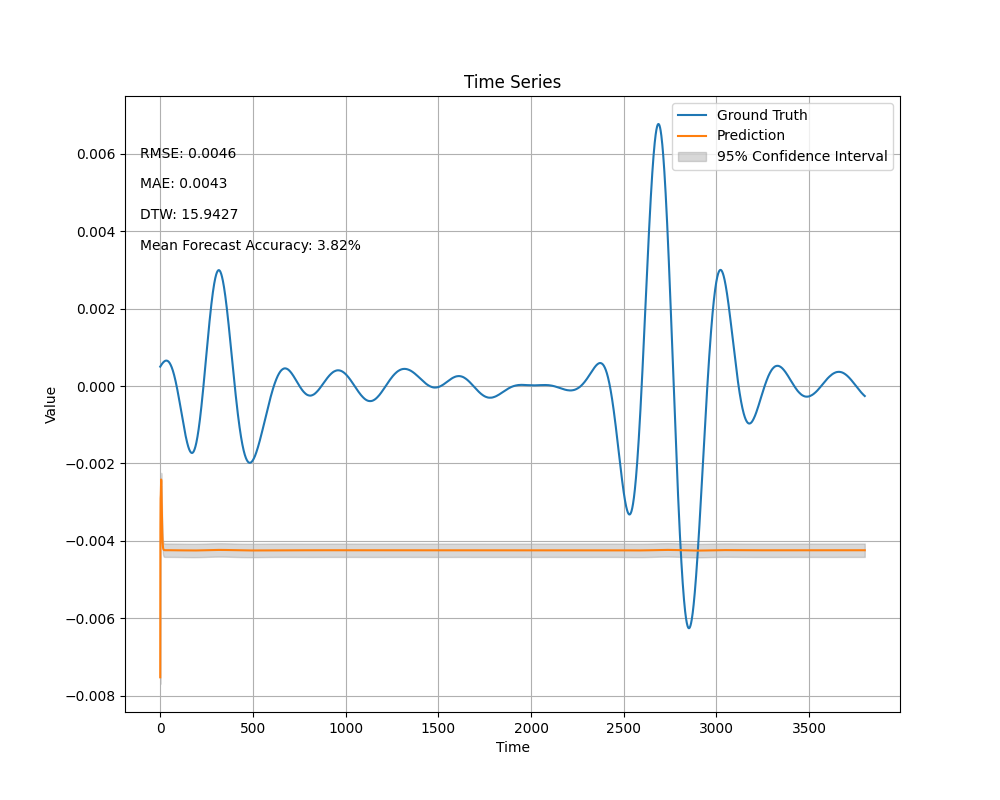 Time Series
Ground Truth
Prediction
95% Confidence Interval
RMSE: 0.0046
MAE: 0.0043
DTW: 15.9427
Mean Forecast Accuracy: 3.82%
Value
0.006
0.004
0.002
0.000
−0.002
−0.004
−0.006
−0.008
0 500 1000 1500 2000 2500 3000 3500
Time